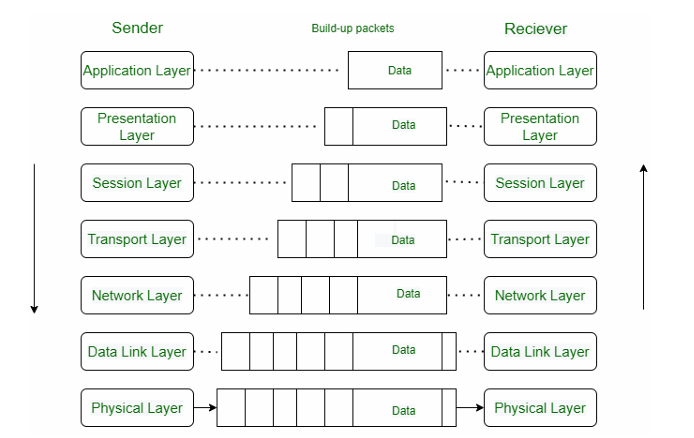 Sender
Build-up packets
Reciever
Application Layer
Data
Application Layer
Presentation
Layer
Data
Presentation
Layer
Session Layer
Data
Session Layer
Transport Layer
Data
Transport Layer
Network Layer
Data
Network Layer
Data Link Layer
Data
Data Link Layer
Physical Layer
Data
Physical Layer